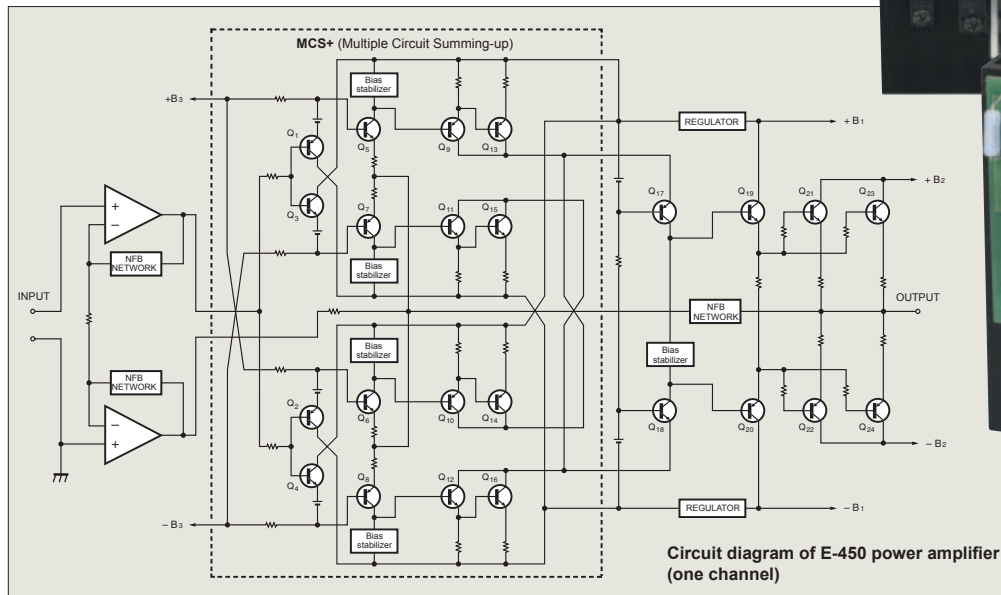 MCS+ (Multiple Circuit Summing-up)
Bias
stabilizer
+B3
Q1
Q5
Q9
Q13
REGULATOR
+ B1
+ B2
Q3
Q7
Q11
Q15
Q17
Q19
Q21
Q23
+
−
NFB
NETWORK
Bias
stabilizer
INPUT
NFB
NETWORK
OUTPUT
Bias
stabilizer
Bias
stabilizer
NFB
NETWORK
−
+
Q2
Q6
Q10
Q14
Q18
Q20
Q22
Q24
− B2
Q4
Q8
Q12
Q16
− B3
Bias
stabilizer
REGULATOR
− B1
Circuit diagram of E-450 power amplifier
(one channel)